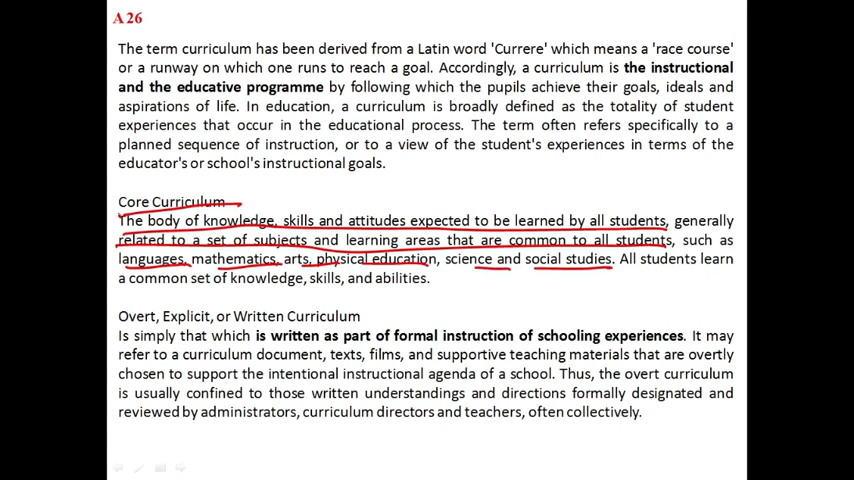 A 26
The term curriculum has been derived from a Latin word 'Currere' which means a 'race course'
or a runway on which one runs to reach a goal. Accordingly, a curriculum is the instructional
and the educative programme by following which the pupils achieve their goals, ideals and
aspirations of life. In education, a curriculum is broadly defined as the totality of student
experiences that occur in the educational process. The term often refers specifically to a
planned sequence of instruction, or to a view of the student's experiences in terms of the
educator's or school's instructional goals.
Core Curriculum
The body of knowledge, skills and attitudes expected to be learned by all students, generally
related to a set of subjects and learning areas that are common to all students, such as
languages, mathematics, arts, physical education, science and social studies. All students learn
a common set of knowledge, skills, and abilities.
Overt, Explicit, or Written Curriculum
Is simply that which is written as part of formal instruction of schooling experiences. It may
refer to a curriculum document, texts, films, and supportive teaching materials that are overtly
chosen to support the intentional instructional agenda of a school. Thus, the overt curriculum
is usually confined to those written understandings and directions formally designated and
reviewed by administrators, curriculum directors and teachers, often collectively.